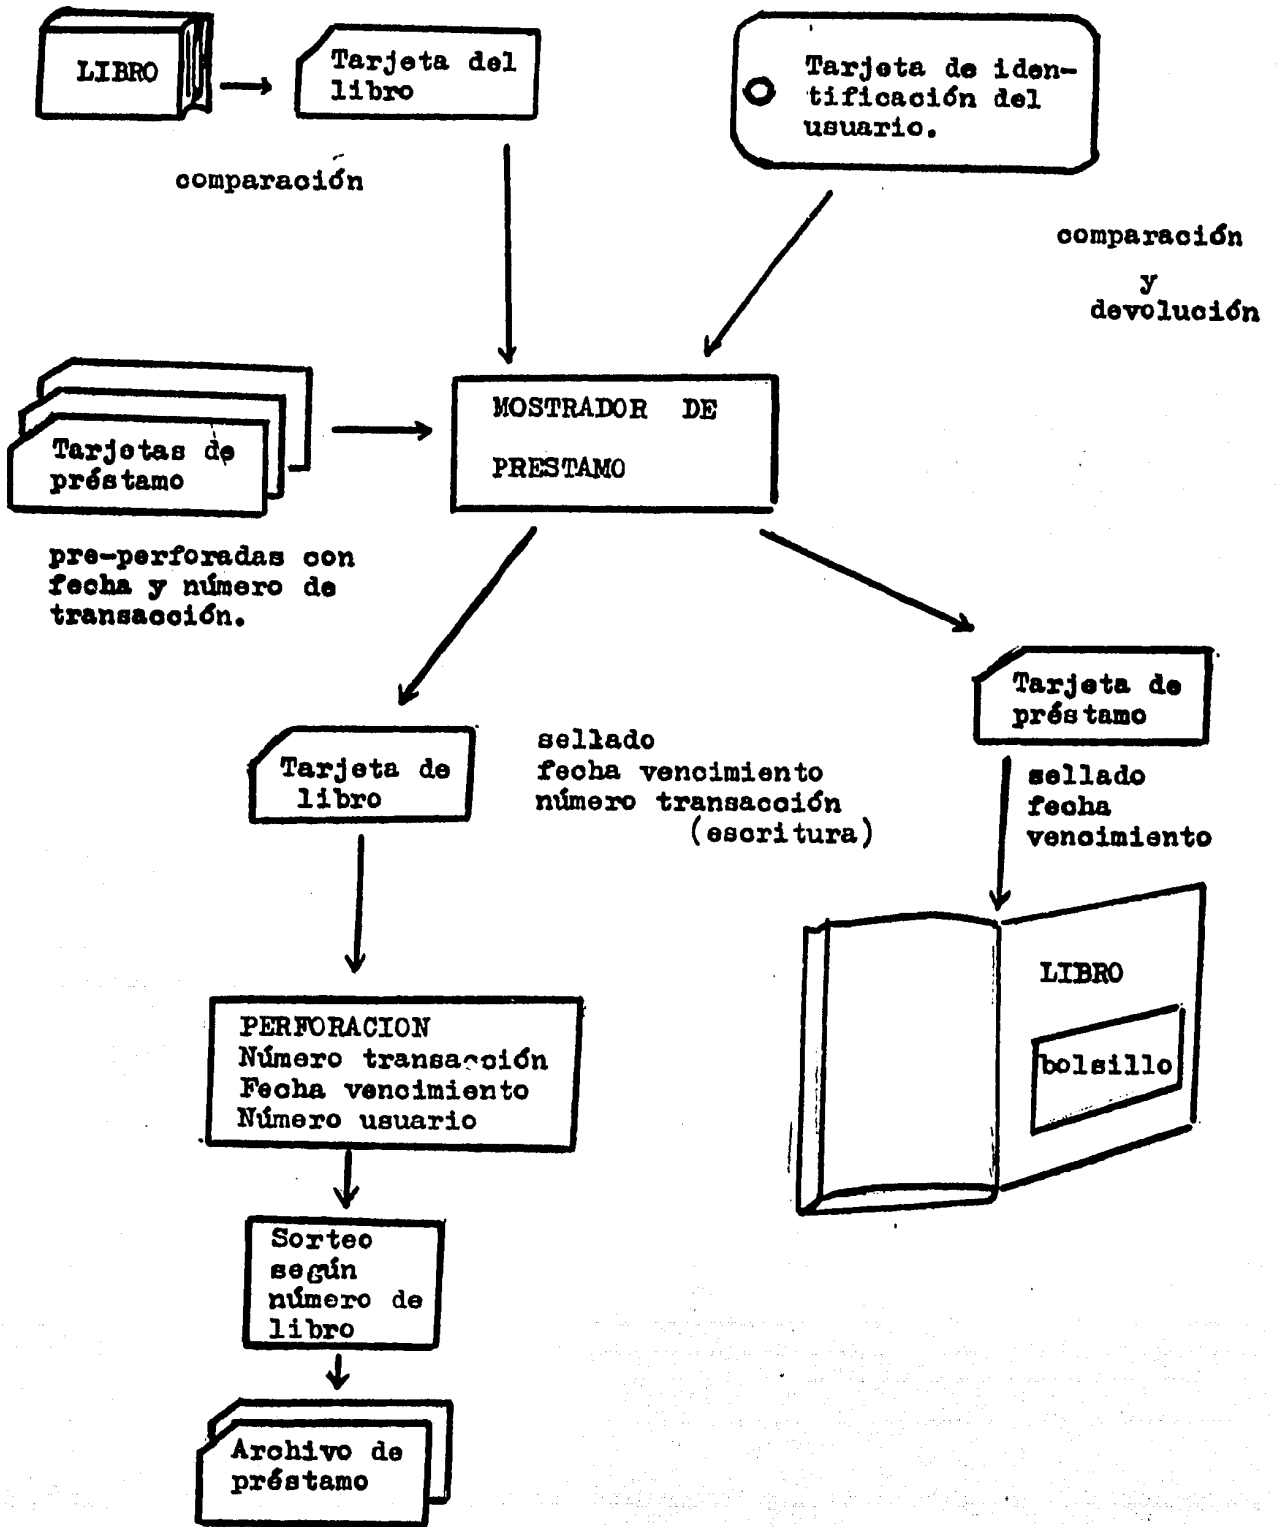 LIBRO
Tarjeta del
libro
Tarjeta de iden-
tificación del
usuario.
comparación
comparación
y
devolución
Tarjetas de
préstamo
MOSTRADOR DE
PRESTAMO
pre-perforadas con
fecha y número de
transacción.
Tarjeta de
préstamo
Tarjeta de
libro
sellado
fecha vencimiento
número transacción
(escritura)
sellado
fecha
vencimiento
LIBRO
bolsillo
PERFORACION
Número transacción
Fecha vencimiento
Número usuario
Sorteo
según
número de
libro
Archivo de
préstamo